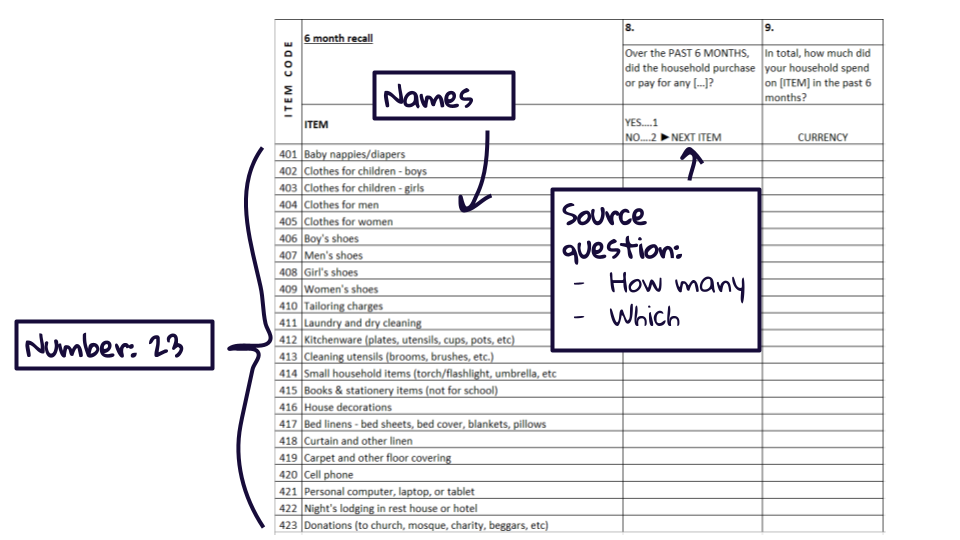 ITEM CODE
6 month recall
ITEM
8.
Over the PAST 6 MONTHS,
did the household purchase
or pay for any [...]?
YES....1
NO....2 ►NEXT ITEM
9.
In total, how much did
your household spend
on [ITEM] in the past 6
months?
CURRENCY
Names
401 Baby nappies/diapers
402 Clothes for children - boys
403 Clothes for children - girls
404 Clothes for men
405 Clothes for women
406 Boy's shoes
407 Men's shoes
408 Girl's shoes
409 Women's shoes
410 Tailoring charges
411 Laundry and dry cleaning
412 Kitchenware (plates, utensils, cups, pots, etc)
413 Cleaning utensils (brooms, brushes, etc.)
414 Small household items (torch/flashlight, umbrella, etc
415 Books & stationery items (not for school)
416 House decorations
417 Bed linens - bed sheets, bed cover, blankets, pillows
418 Curtain and other linen
419 Carpet and other floor covering
420 Cell phone
421 Personal computer, laptop, or tablet
422 Night's lodging in rest house or hotel
423 Donations (to church, mosque, charity, beggars, etc)
Source
question:
- How many
- Which
Number: 23